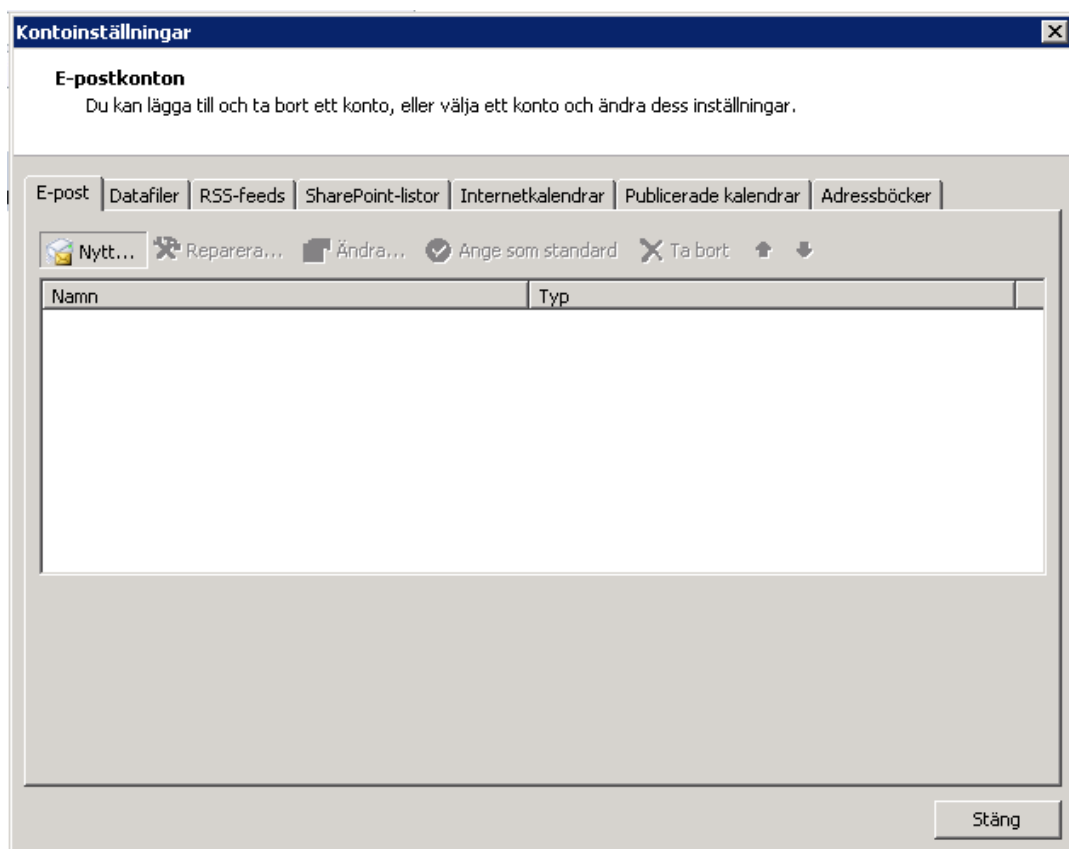 Kontoinställningar
E-postkonton
Du kan lägga till och ta bort ett konto, eller välja ett konto och ändra dess inställningar.
E-post Datafiler RSS-feeds SharePoint-listor Internetkalendrar Publicerade kalendrar Adressböcker
Nytt... Reparera... Ändra... Ange som standard Ta bort
Namn Typ
Stäng